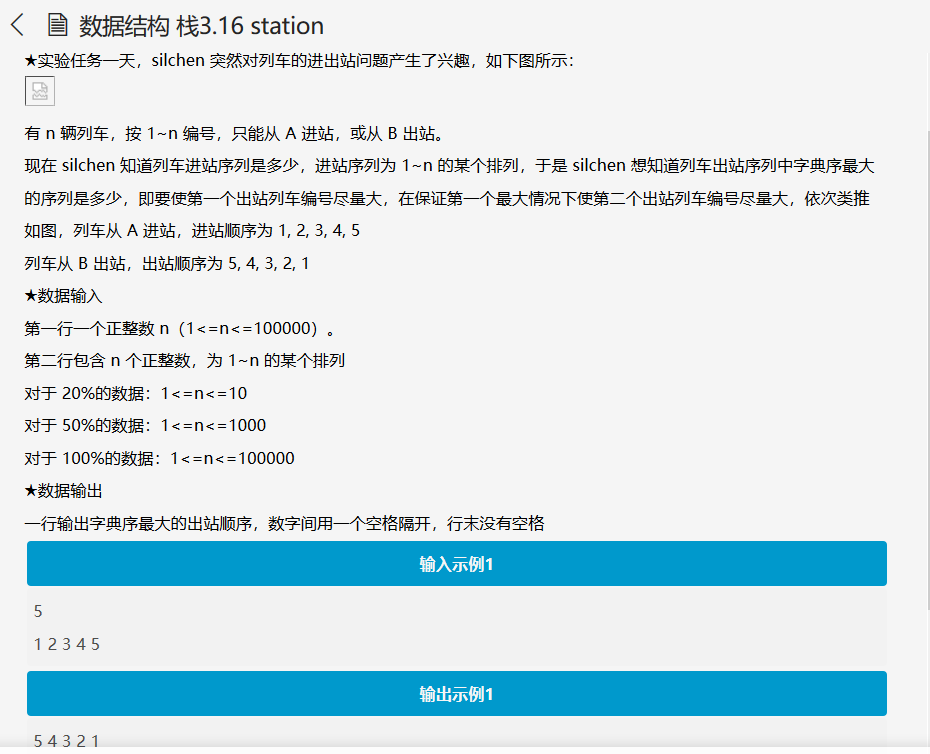 数据结构 栈3.16 station
★实验任务一天，silchen 突然对列车的进出站问题产生了兴趣，如下图所示：
有 n 辆列车，按 1~n 编号，只能从 A 进站，或从 B 出站。
现在 silchen 知道列车进站序列是多少，进站序列为 1~n 的某个排列，于是 silchen 想知道列车出站序列中字典序最大
的序列是多少，即要使第一个出站列车编号尽量大，在保证第一个最大情况下使第二个出站列车编号尽量大，依次类推
如图，列车从 A 进站，进站顺序为 1, 2, 3, 4, 5
列车从 B 出站，出站顺序为 5, 4, 3, 2, 1
★数据输入
第一行一个正整数 n（1<=n<=100000）。
第二行包含 n 个正整数，为 1~n 的某个排列
对于 20%的数据：1<=n<=10
对于 50%的数据：1<=n<=1000
对于 100%的数据：1<=n<=100000
★数据输出
一行输出字典序最大的出站顺序，数字间用一个空格隔开，行末没有空格
输入示例1
5
1 2 3 4 5
输出示例1
5 4 3 2 1